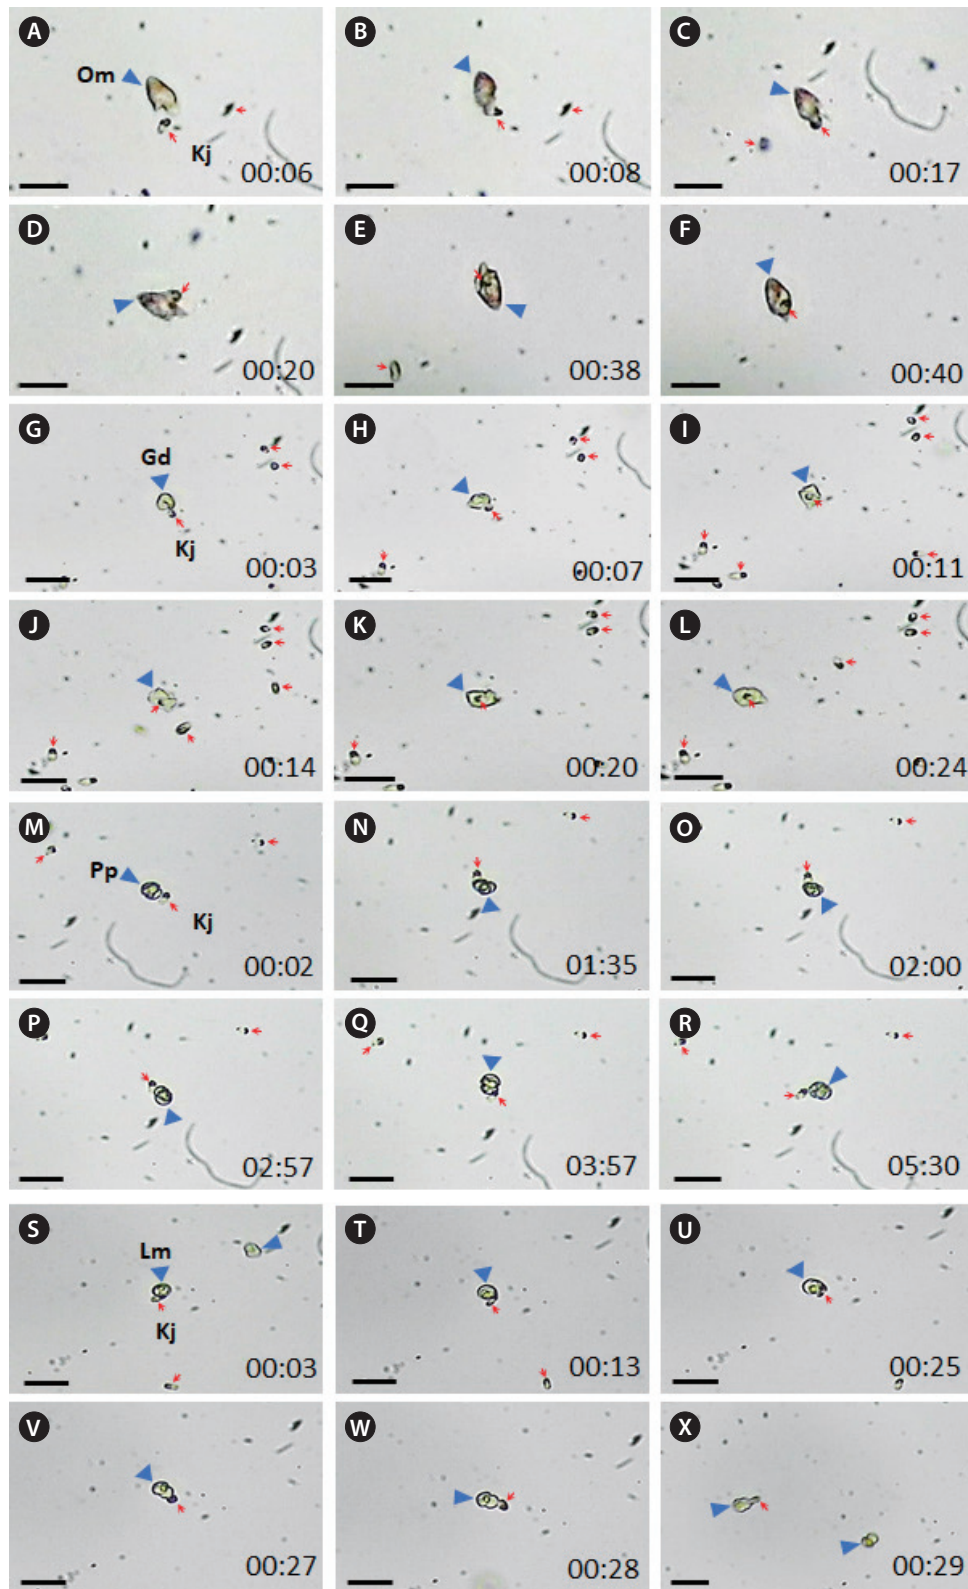 A B C
Om
Kj
00:06 00:08 00:17
D E F
00:20 00:38 00:40
G H I
Gd
Kj
00:03 00:07 00:11
J K L
00:14 00:20 00:24
M N O
Pp
Kj
00:02 01:35 02:00
P Q R
02:57 03:57 05:30
S T U
Lm
Kj
00:03 00:13 00:25
V W X
00:27 00:28 00:29